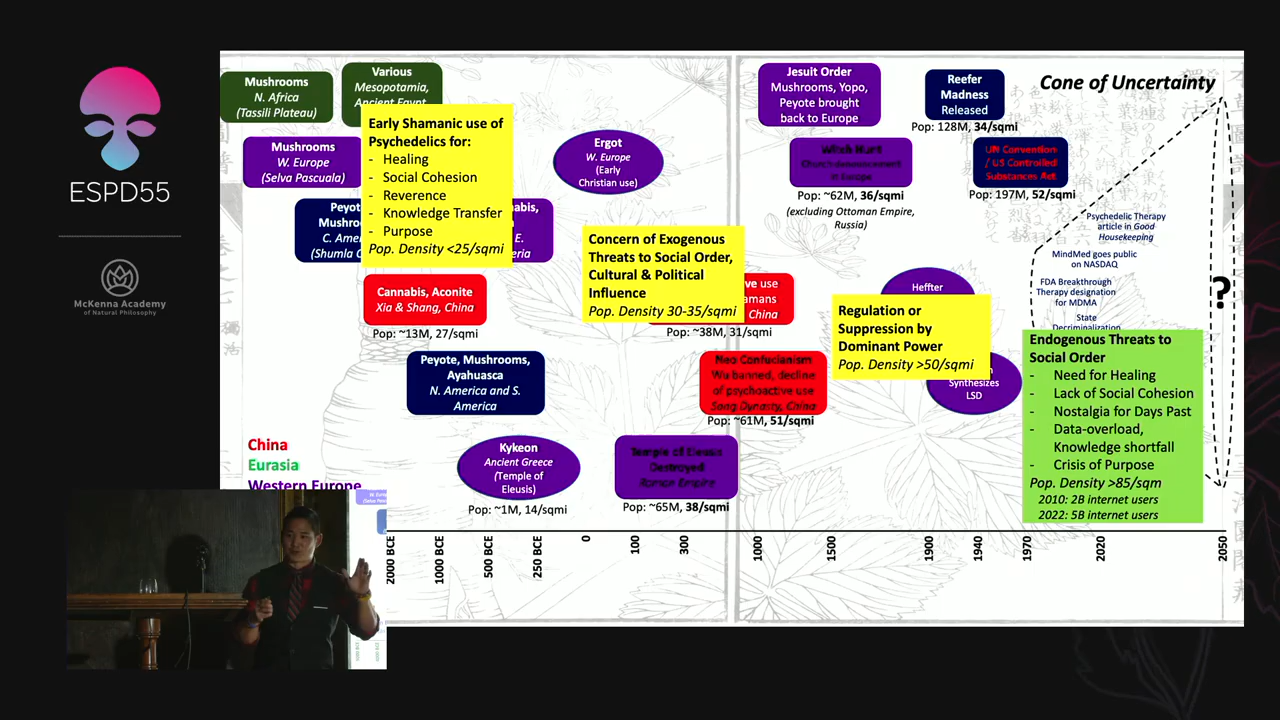 ESPD55
McKenna Academy
of Natural Philosophy
Mushrooms
N. Africa
(Tassili Plateau)
Various
Mesopotamia,
Ancient Egypt
Mushrooms
W. Europe
(Selva Pascuala)
Early Shamanic use of
Psychedelics for:
- Healing
- Social Cohesion
- Reverence
- Knowledge Transfer
- Purpose
Pop. Density <25/sqmi
Ergot
W. Europe
(Early
Christian use)
Concern of Exogenous
Threats to Social Order,
Cultural & Political
Influence
Pop. Density 30-35/sqmi
use
China
Cannabis, Aconite
Xia & Shang, China
Pop: ~13M, 27/sqmi
Pop: ~38M, 31/sqmi
Peyote, Mushrooms,
Ayahuasca
N. America and S.
America
Neo Confucianism
Wu banned, decline
of psychoactive use
Song Dynasty, China
Pop: ~61M, 51/sqmi
Kykeon
Ancient Greece
(Temple of
Eleusis)
Pop: ~1M, 14/sqmi
Temple of Eleusis
Destroyed
Roman Empire
Pop: ~65M, 38/sqmi
China
Eurasia
Western Europe
Jesuit Order
Mushrooms, Yopo,
Peyote brought
back to Europe
Witch Hunt
Church denouncement
in Europe
Pop: ~62M, 36/sqmi
(excluding Ottoman Empire,
Russia)
Reefer
Madness
Released
Pop: 128M, 34/sqmi
UN Convention
/ US Controlled
Substances Act
Pop: 197M, 52/sqmi
Cone of Uncertainty
Psychedelic Therapy
article in Good
Housekeeping
MindMed goes public
on NASDAQ
FDA Breakthrough
Therapy designation
for MDMA
State
Decriminalization
?
Heffter
Regulation or
Suppression by
Dominant Power
Pop. Density >50/sqmi
Synthesizes
LSD
Endogenous Threats to
Social Order
- Need for Healing
- Lack of Social Cohesion
- Nostalgia for Days Past
- Data-overload,
Knowledge shortfall
- Crisis of Purpose
Pop. Density >85/sqm
2010: 2B internet users
2022: 5B internet users
2000 BCE
1000 BCE
500 BCE
250 BCE
0
100
300
1000
1500
1900
1940
1970
2020
2050